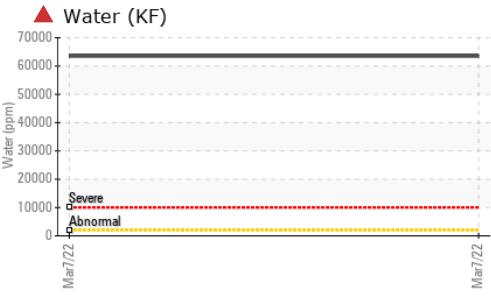 Water (KF)
70000
60000
50000
40000
30000
20000
10000
0
Water (ppm)
Severe
Abnormal
Mar7/22
Mar7/22